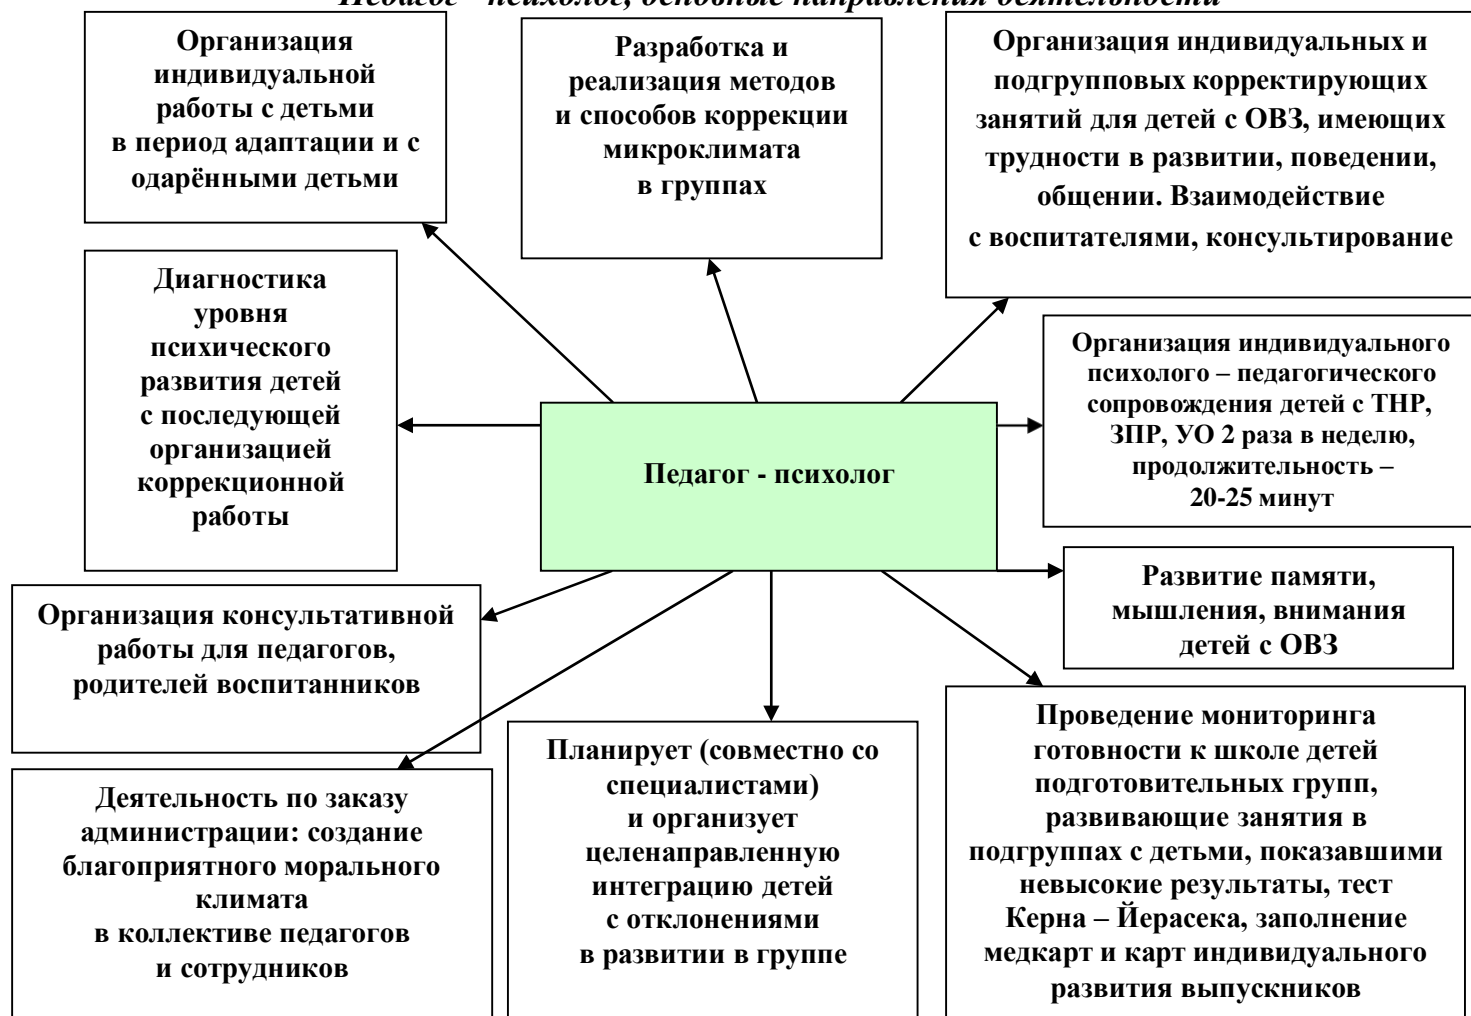 Педагог - психолог, основные направления деятельности
Организация
индивидуальной
работы с детьми
в период адаптации и с
одарёнными детьми
Разработка и
реализация методов
и способов коррекции
микроклимата
в группах
Организация индивидуальных и
подгрупповых корректирующих
занятий для детей с ОВЗ, имеющих
трудности в развитии, поведении,
общении. Взаимодействие
с воспитателями, консультирование
Диагностика
уровня
психического
развития детей
с последующей
организацией
коррекционной
работы
Организация индивидуального
психолого – педагогического
сопровождения детей с ТНР,
ЗПР, УО 2 раза в неделю,
продолжительность –
20-25 минут
Педагог - психолог
Развитие памяти,
мышления, внимания
детей с ОВЗ
Организация консультативной
работы для педагогов,
родителей воспитанников
Деятельность по заказу
администрации: создание
благоприятного морального
климата
в коллективе педагогов
и сотрудников
Планирует (совместно со
специалистами)
и организует
целенаправленную
интеграцию детей
с отклонениями
в развитии в группе
Проведение мониторинга
готовности к школе детей
подготовительных групп,
развивающие занятия в
подгруппах с детьми, показавшими
невысокие результаты, тест
Керна – Йерасека, заполнение
медкарт и карт индивидуального
развития выпускников